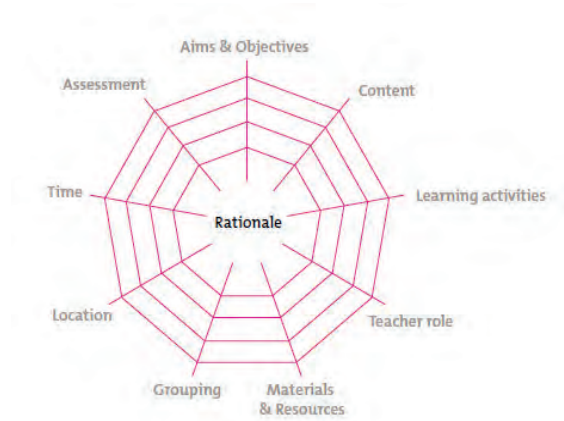 Aims & Objectives
Assessment
Content
Time
Learning activities
Rationale
Location
Teacher role
Grouping
Materials
& Resources